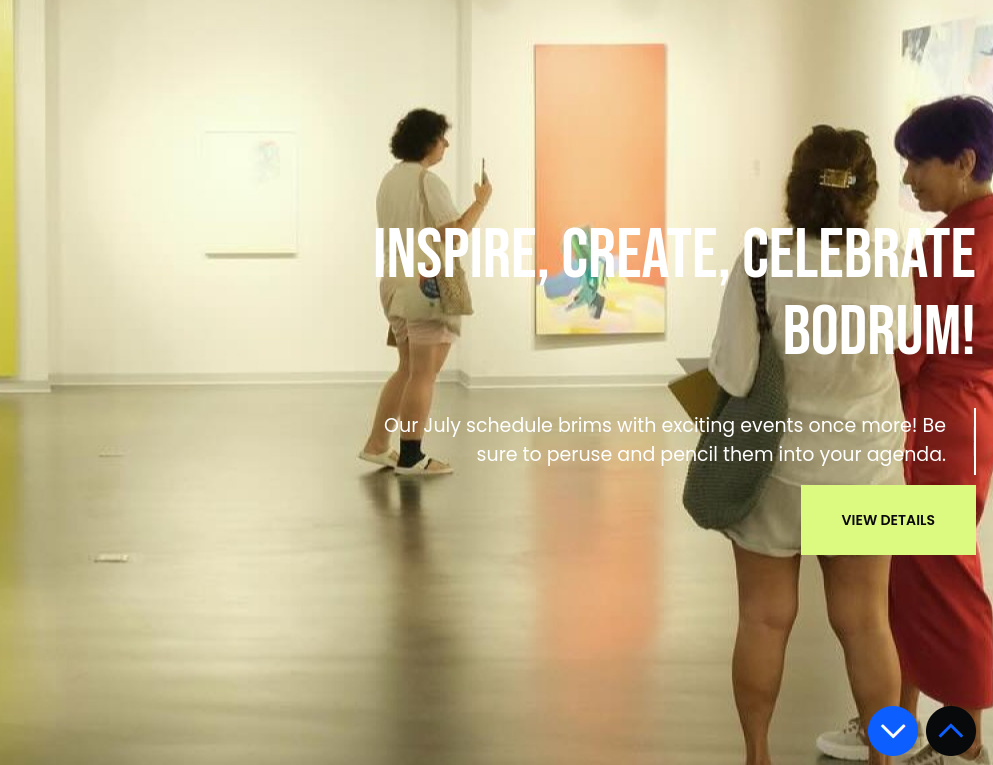 INSPIRE, CREATE, CELEBRATE
BODRUM!
Our July schedule brims with exciting events once more! Be
sure to peruse and pencil them into your agenda.
VIEW DETAILS